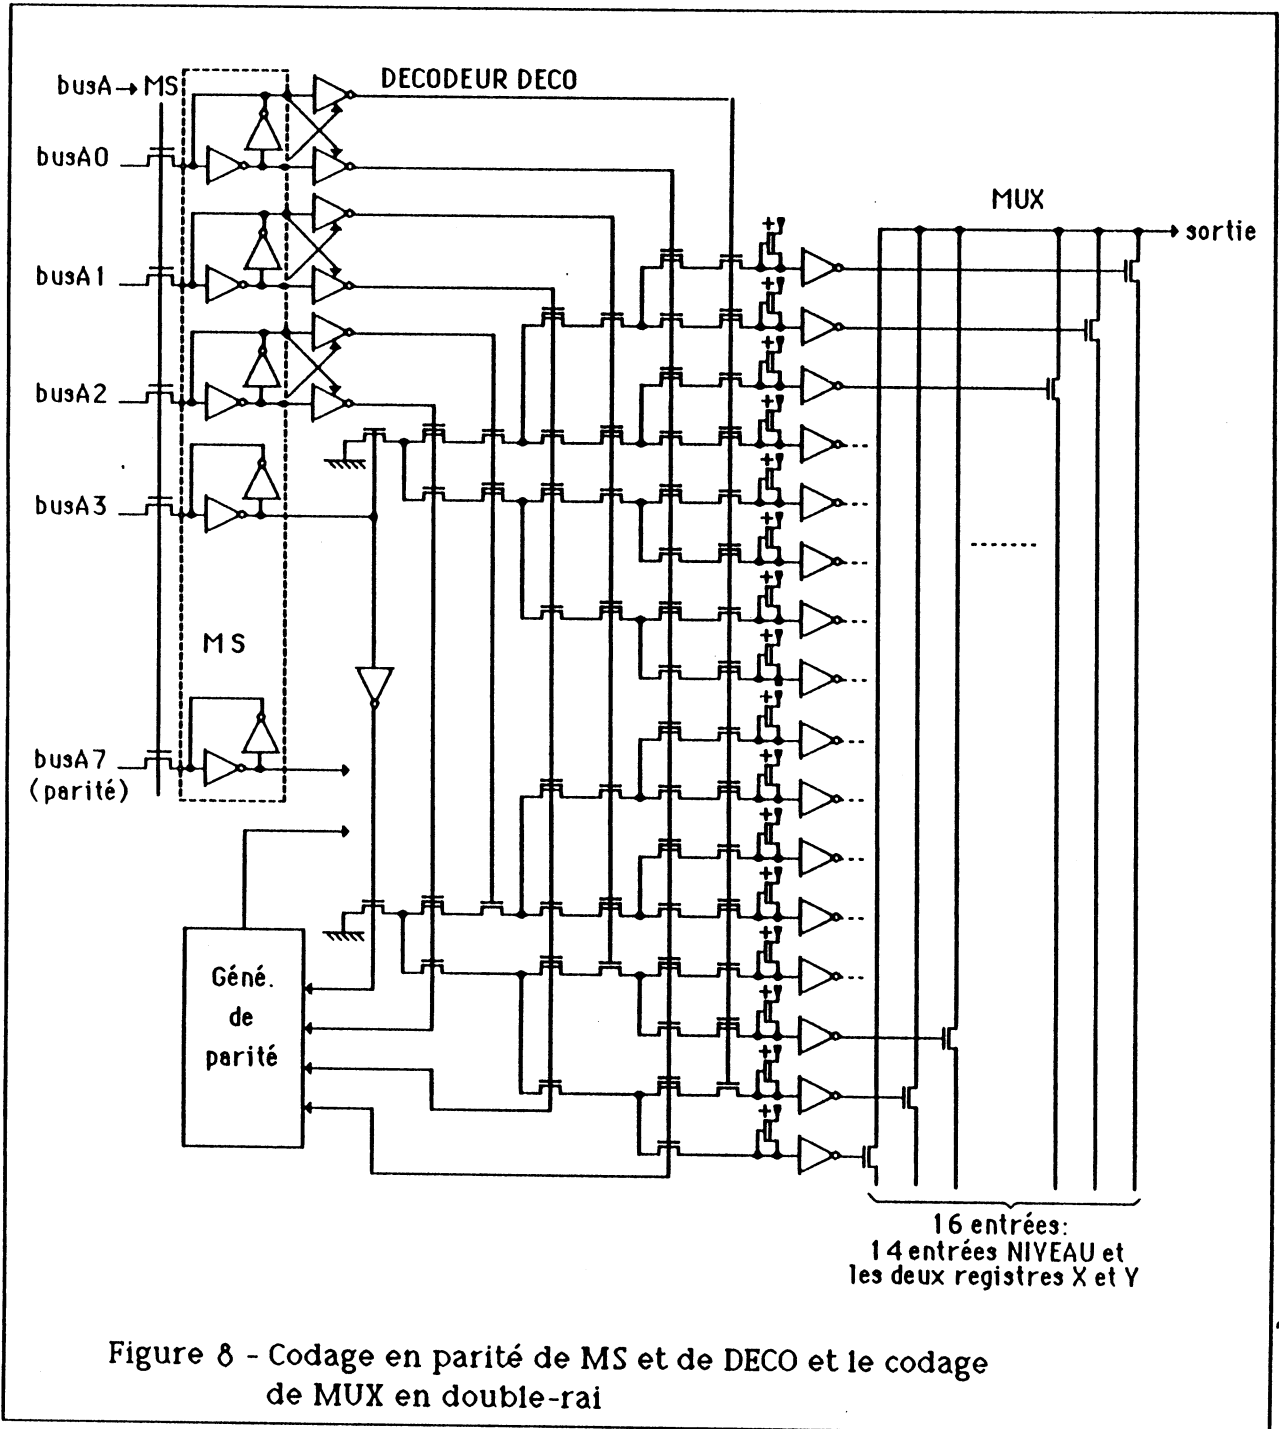 busA→ MS
DECODEUR DECO
busA0
MUX
sortie
busA1
busA2
busA3
MS
busA7
(parité)
Géné.
de
parité
16 entrées:
14 entrées NIVEAU et
les deux registres X et Y
Figure 8 - Codage en parité de MS et de DECO et le codage
de MUX en double-rai